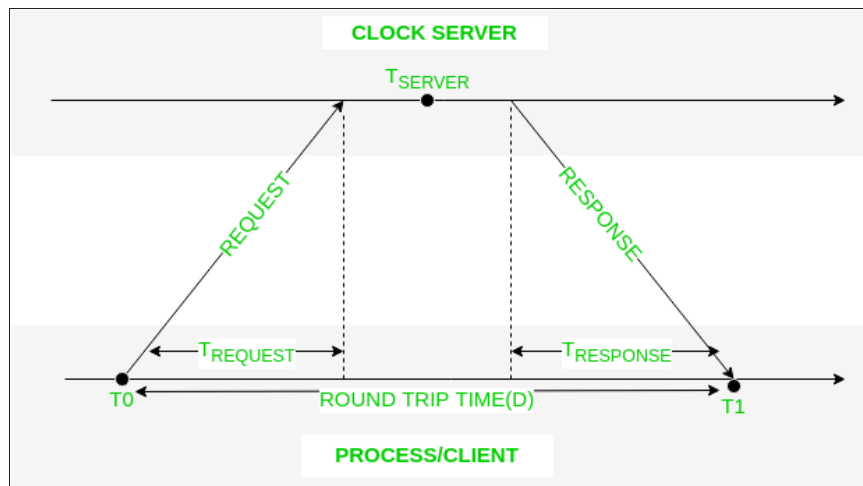 CLOCK SERVER
TSERVER
REQUEST
RESPONSE
TREQUEST
TRESPONSE
T0
ROUND TRIP TIME(D)
T1
PROCESS/CLIENT